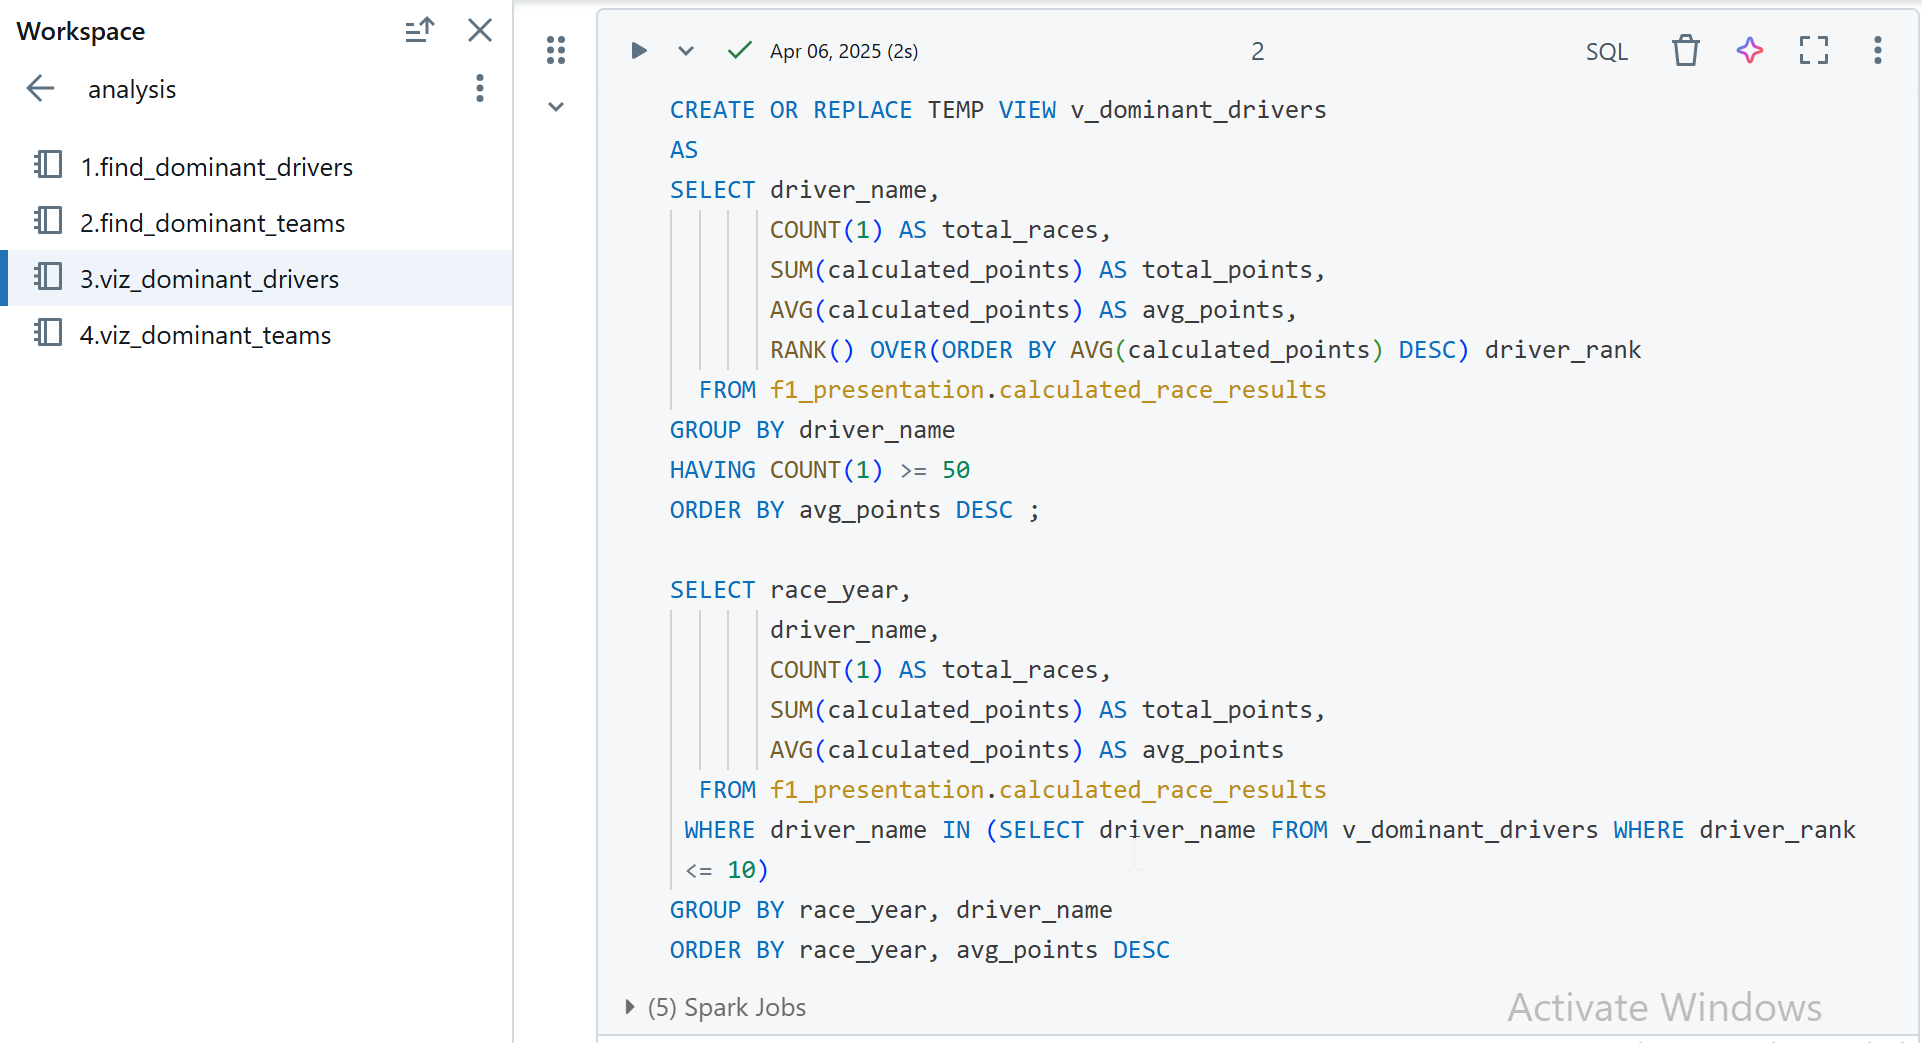 Workspace
analysis
1.find_dominant_drivers
2.find_dominant_teams
3.viz_dominant_drivers
4.viz_dominant_teams
Apr 06, 2025 (2s)
2
SQL
CREATE OR REPLACE TEMP VIEW v_dominant_drivers
AS
SELECT driver_name,
COUNT(1) AS total_races,
SUM(calculated_points) AS total_points,
AVG(calculated_points) AS avg_points,
RANK() OVER(ORDER BY AVG(calculated_points) DESC) driver_rank
FROM f1_presentation.calculated_race_results
GROUP BY driver_name
HAVING COUNT(1) >= 50
ORDER BY avg_points DESC ;
SELECT race_year,
driver_name,
COUNT(1) AS total_races,
SUM(calculated_points) AS total_points,
AVG(calculated_points) AS avg_points
FROM f1_presentation.calculated_race_results
WHERE driver_name IN (SELECT driver_name FROM v_dominant_drivers WHERE driver_rank
<= 10)
GROUP BY race_year, driver_name
ORDER BY race_year, avg_points DESC
(5) Spark Jobs
Activate Windows